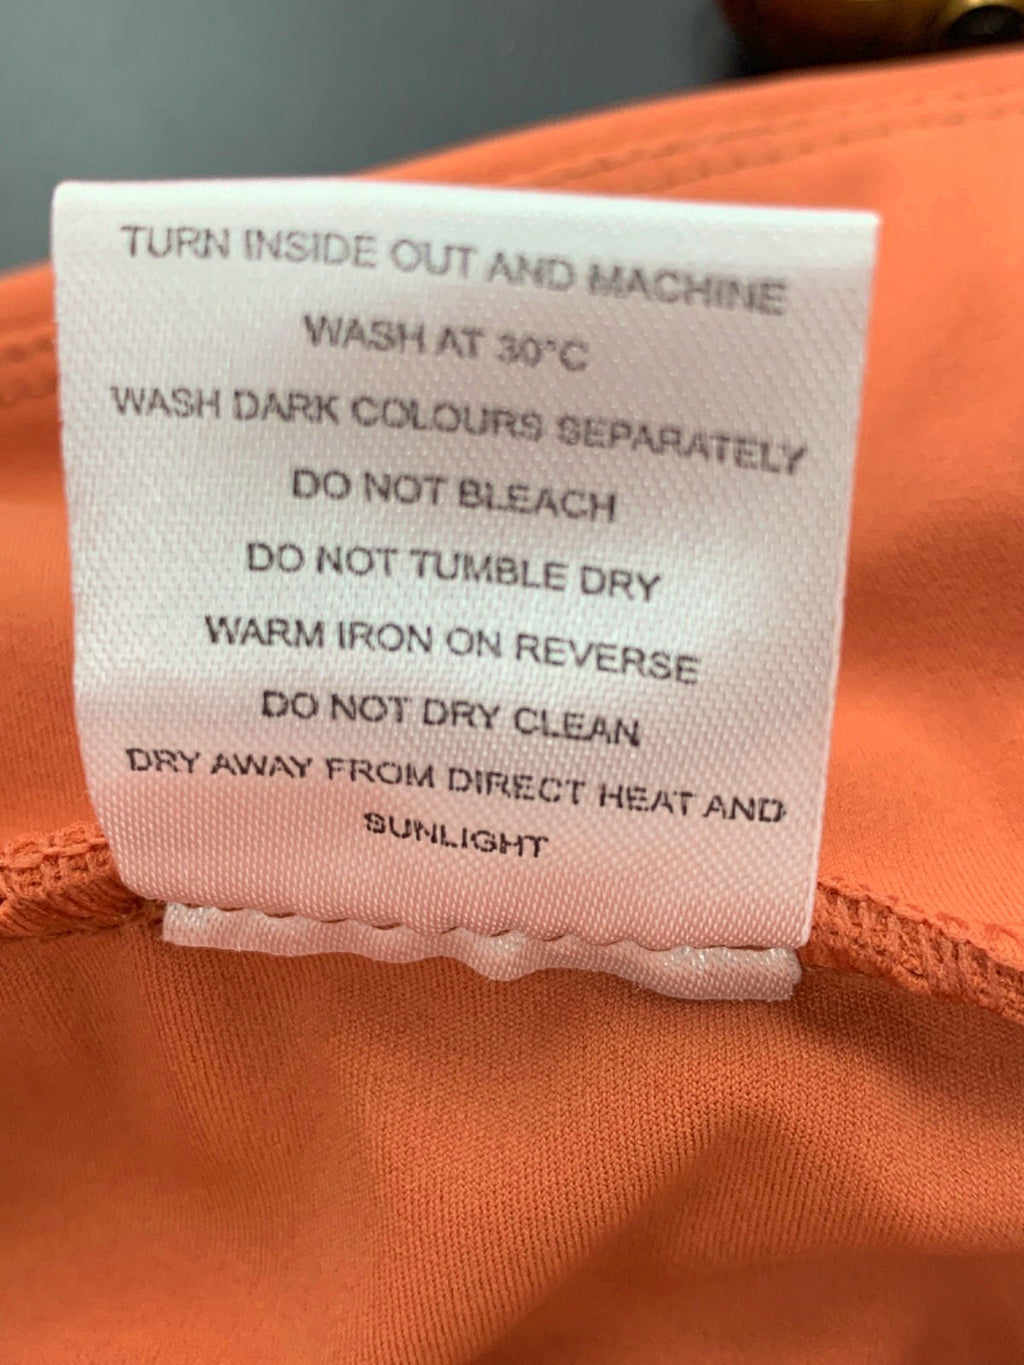 TURN INSIDE OUT AND MACHINE
WASH AT 30°C
WASH DARK COLOURS SEPARATELY
DO NOT BLEACH
DO NOT TUMBLE DRY
WARM IRON ON REVERSE
DO NOT DRY CLEAN
DRY AWAY FROM DIRECT HEAT AND
SUNLIGHT